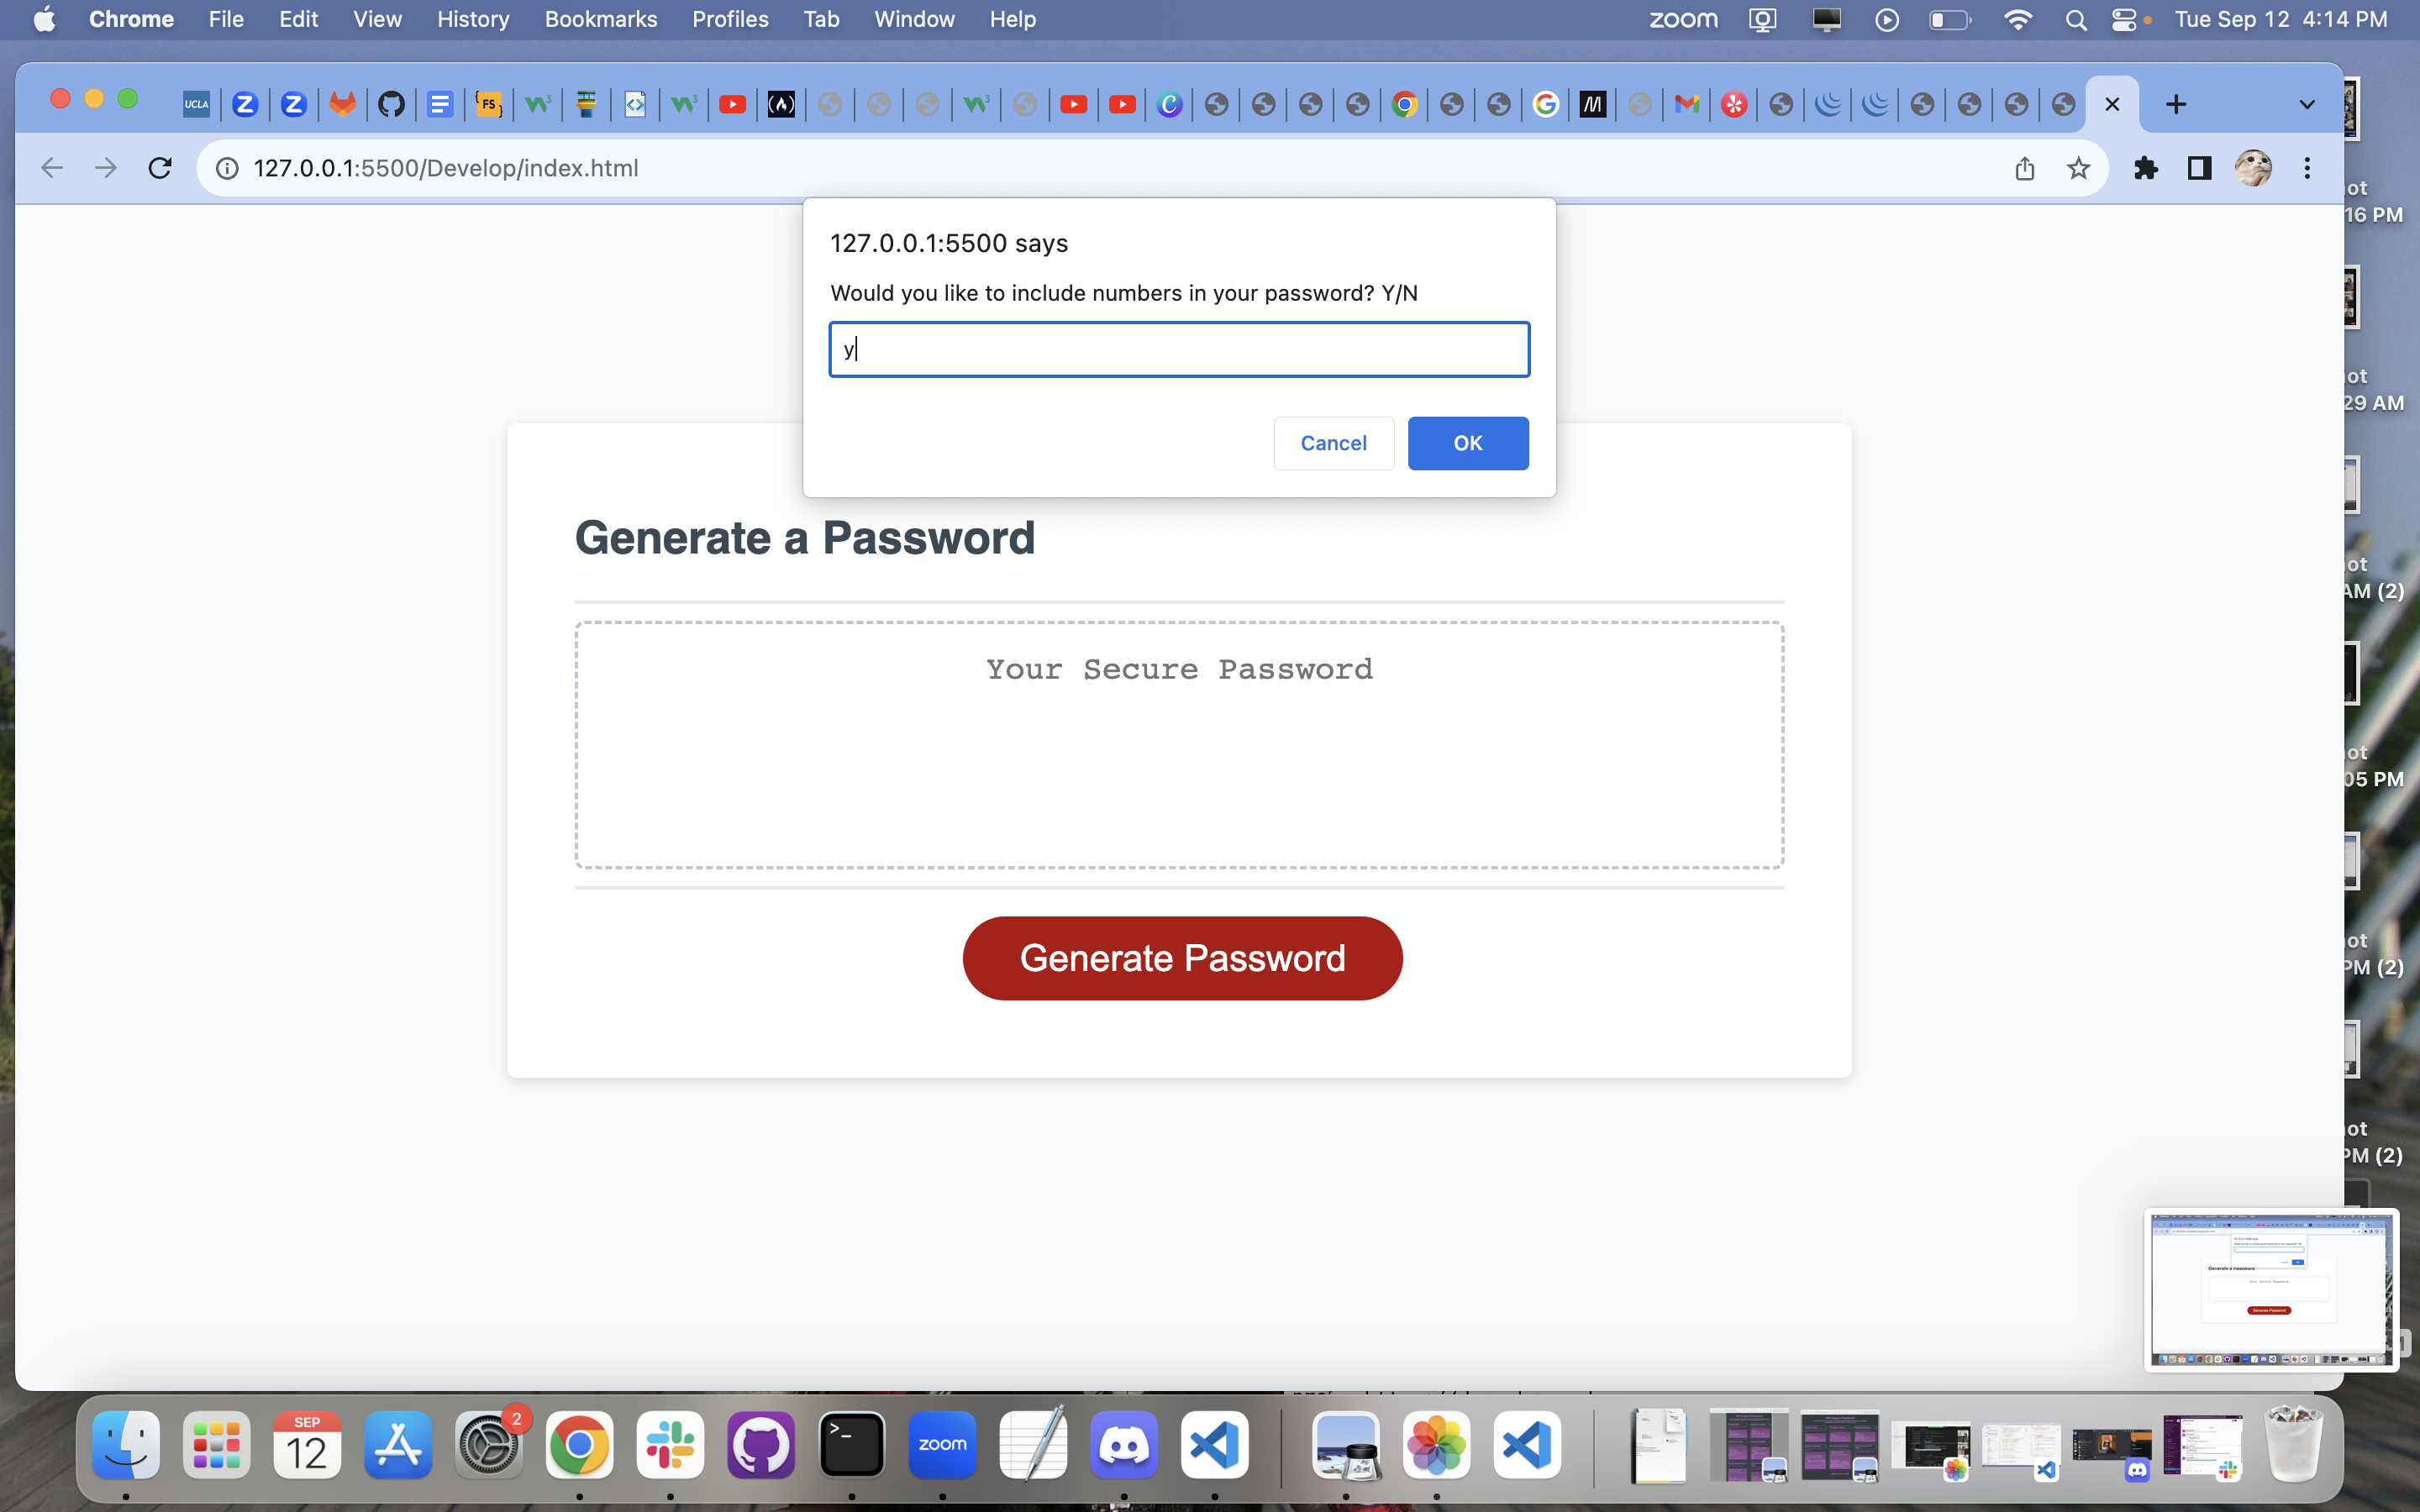 Chrome File Edit View History Bookmarks Profiles Tab Window Help
zoom Tue Sep 12 4:14 PM
UCLA
127.0.0.1:5500/Develop/index.html
127.0.0.1:5500 says
Would you like to include numbers in your password? Y/N
y
Cancel OK
Generate a Password
Your Secure Password
Generate Password
ot
16 PM
ot
29 AM
ot
AM (2)
ot
05 PM
ot
PM (2)
ot
PM (2)
SEP
12
2
zoom